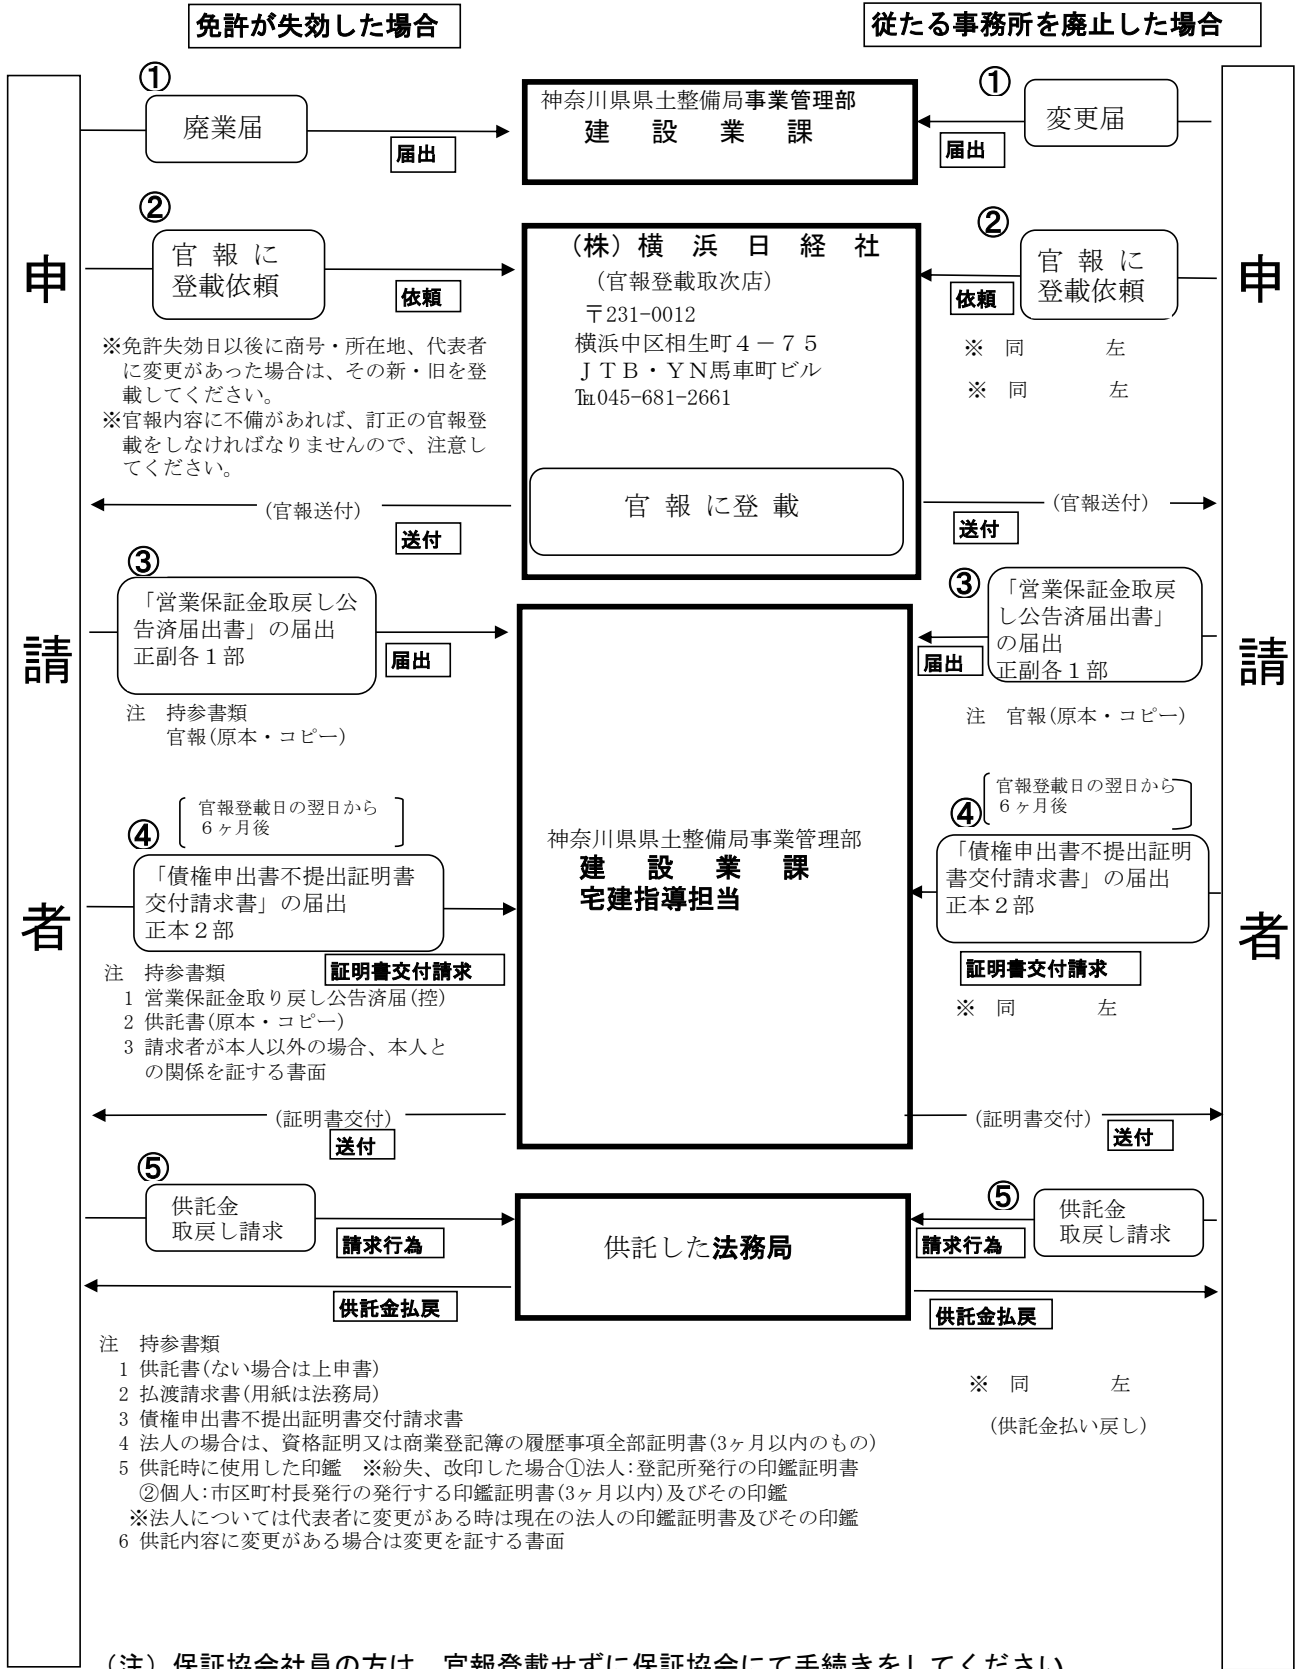 免許が失効した場合
従たる事務所を廃止した場合
申
請
者
①
廃業届
届出
神奈川県県土整備局事業管理部
建　設　業　課
①
変更届
届出
②
官 報 に
登載依頼
依頼
※免許失効日以後に商号・所在地、代表者
に変更があった場合は、その新・旧を登
載してください。
※官報内容に不備があれば、訂正の官報登
載をしなければなりませんので、注意し
てください。
(官報送付)
送付
(株) 横　浜　日　経　社
(官報登載取次店)
〒231-0012
横浜中区相生町４－７５
ＪＴＢ・ＹＮ馬車町ビル
℡045-681-2661
官 報 に登 載
②
官 報 に
登載依頼
依頼
※　同　　　　左
※　同　　　　左
(官報送付)
送付
③
「営業保証金取戻し公
告済届出書」の届出
正副各１部
届出
注　持参書類
官報(原本・コピー)
③
「営業保証金取戻
し公告済届出書」
の届出
正副各１部
届出
注　官報(原本・コピー)
官報登載日の翌日から
６ヶ月後
④
「債権申出書不提出証明書
交付請求書」の届出
正本２部
証明書交付請求
注　持参書類
1 営業保証金取り戻し公告済届(控)
2 供託書(原本・コピー)
3 請求者が本人以外の場合、本人と
の関係を証する書面
(証明書交付)
送付
神奈川県県土整備局事業管理部
建　設　業　課
宅建指導担当
官報登載日の翌日から
６ヶ月後
④
「債権申出書不提出証明
書交付請求書」の届出
正本２部
証明書交付請求
※　同　　　　左
(証明書交付)
送付
⑤
供託金
取戻し請求
請求行為
供託金払戻
供託した法務局
⑤
供託金
取戻し請求
請求行為
供託金払戻
注　持参書類
1 供託書(ない場合は上申書)
2 払渡請求書(用紙は法務局)
3 債権申出書不提出証明書交付請求書
4 法人の場合は、資格証明又は商業登記簿の履歴事項全部証明書(3ヶ月以内のもの)
5 供託時に使用した印鑑　※紛失、改印した場合①法人:登記所発行の印鑑証明書
②個人:市区町村長発行の発行する印鑑証明書(3ヶ月以内)及びその印鑑
※法人については代表者に変更がある時は現在の法人の印鑑証明書及びその印鑑
6 供託内容に変更がある場合は変更を証する書面
※　同　　　　左
(供託金払い戻し)
申
請
者
(注) 保証協会社員の方は、官報登載せずに保証協会にて手続きをしてください